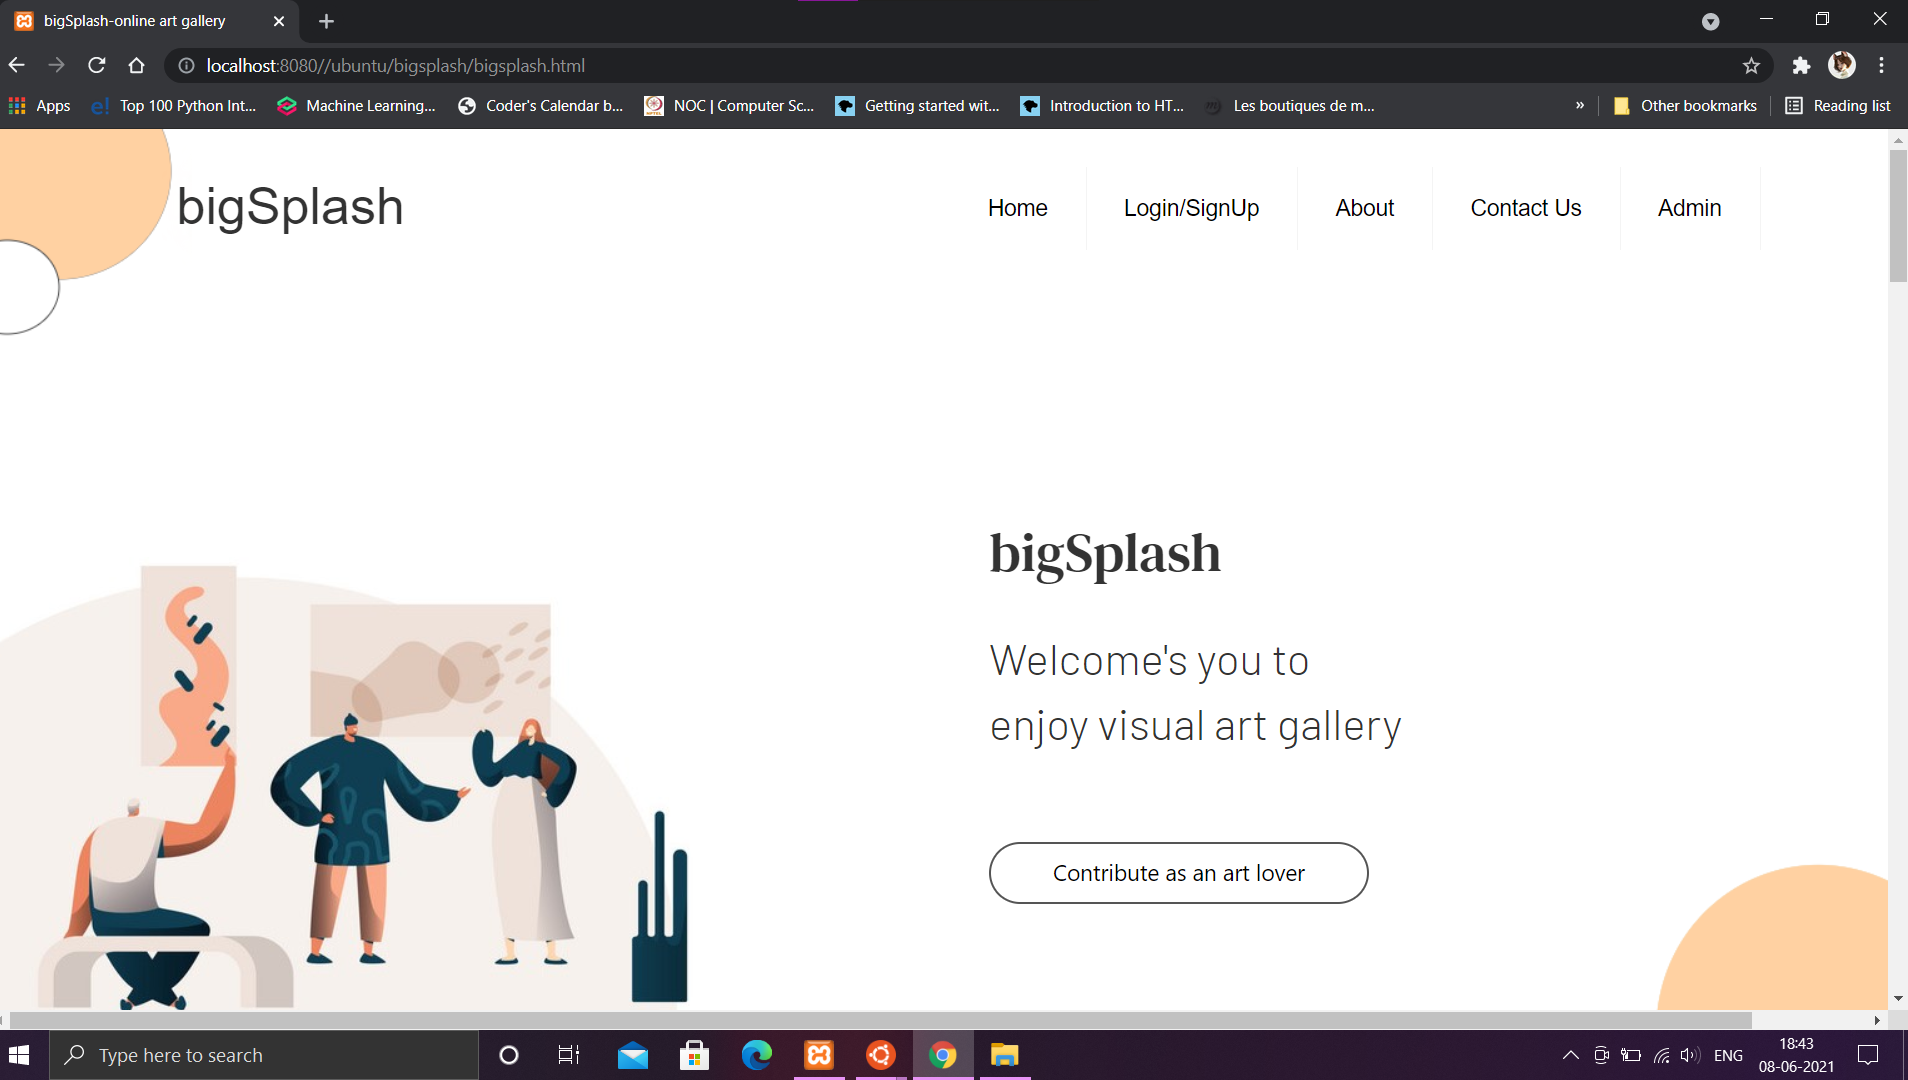 bigSplash-online art gallery
localhost:8080//ubuntu/bigsplash/bigsplash.html
Apps
e! Top 100 Python Int...
Machine Learning...
Coder's Calendar b...
NOC | Computer Sc...
Getting started wit...
Introduction to HT...
Les boutiques de m...
»
Other bookmarks
Reading list
bigSplash
Home
Login/SignUp
About
Contact Us
Admin
bigSplash
Welcome's you to
enjoy visual art gallery
Contribute as an art lover
Type here to search
ENG
18:43
08-06-2021